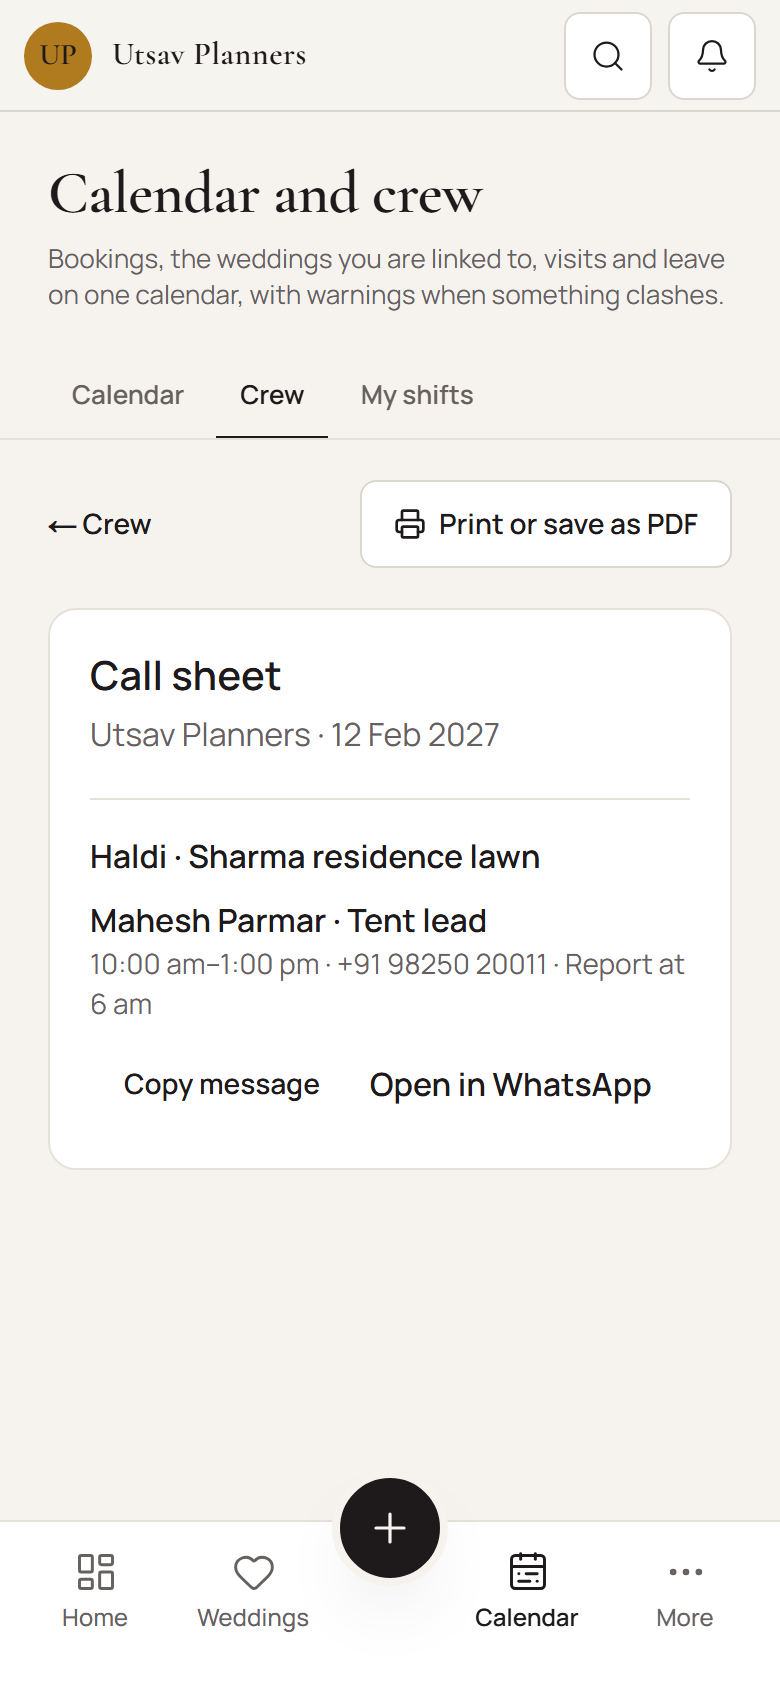 UP Utsav Planners
Calendar and crew
Bookings, the weddings you are linked to, visits and leave
on one calendar, with warnings when something clashes.
Calendar Crew My shifts
← Crew Print or save as PDF
Call sheet
Utsav Planners · 12 Feb 2027
Haldi · Sharma residence lawn
Mahesh Parmar · Tent lead
10:00 am–1:00 pm · +91 98250 20011 · Report at
6 am
Copy message Open in WhatsApp
Home Weddings Calendar More